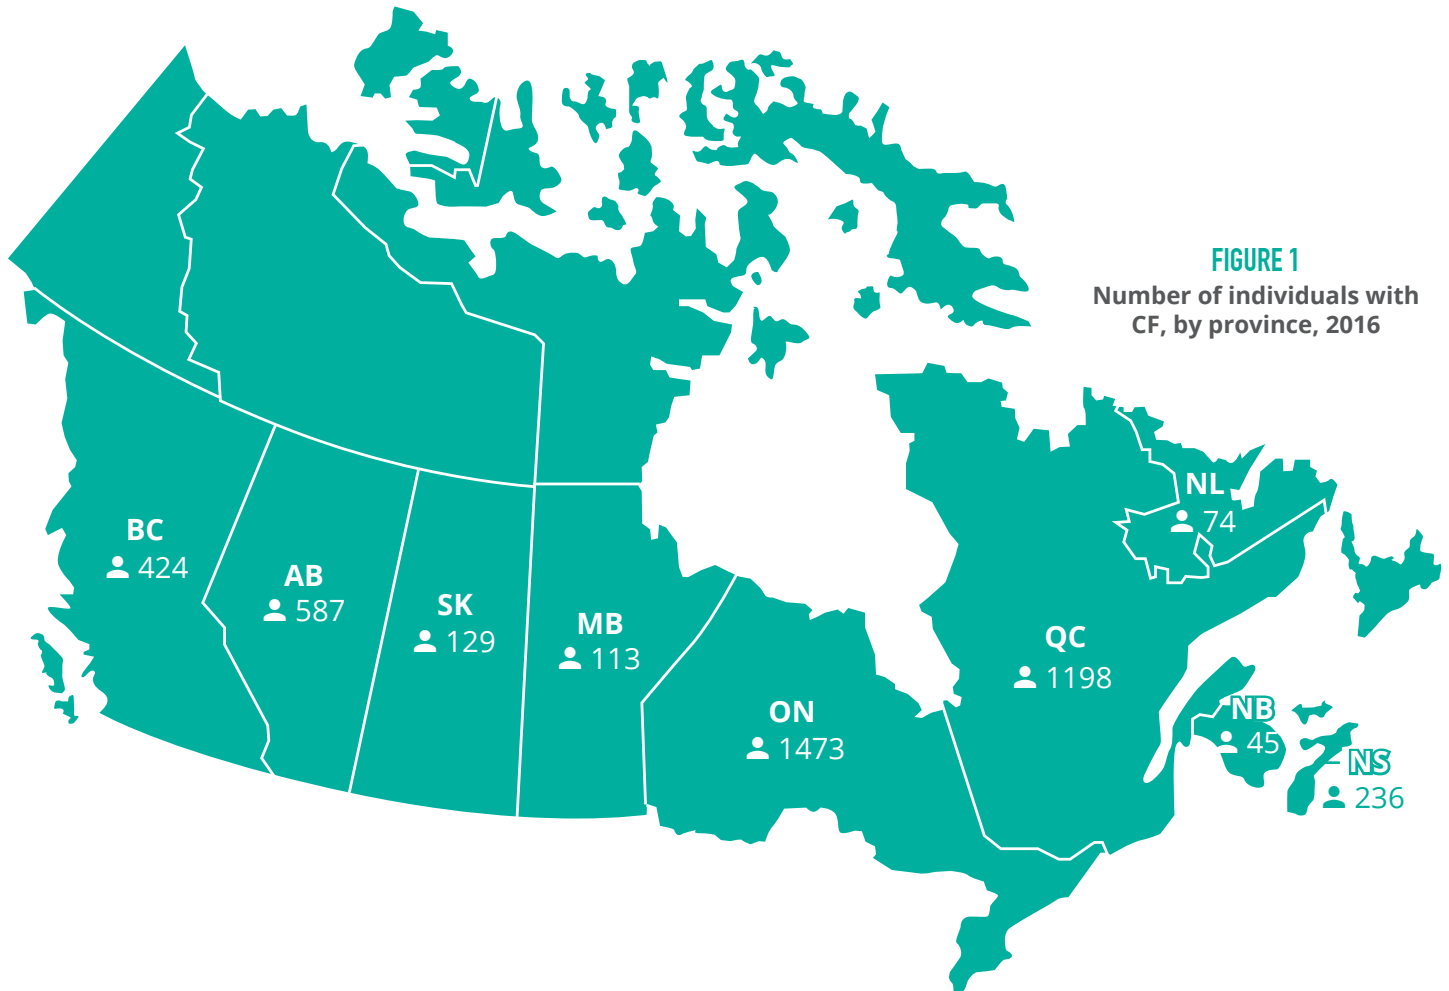 FIGURE 1
Number of individuals with
CF, by province, 2016
NL
74
BC
424
AB
587
SK
129
MB
113
QC
1198
ON
1473
NB
45
NS
236